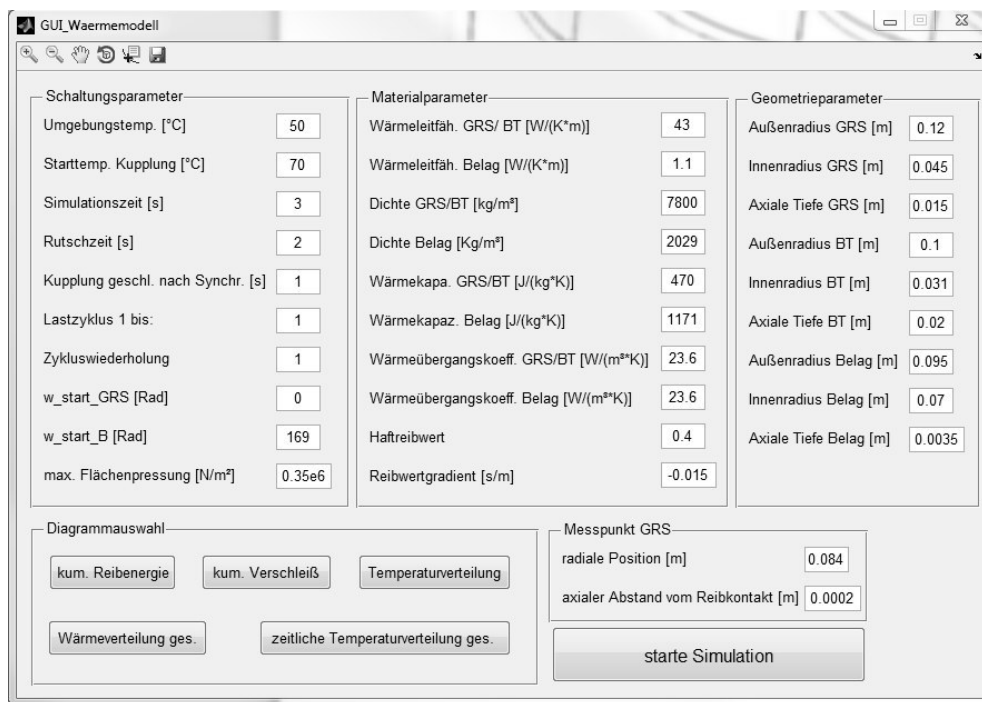 GUI_Waermemodell
Schaltungsparameter
Umgebungstemp. [°C] 50
Starttemp. Kupplung [°C] 70
Simulationszeit [s] 3
Rutschzeit [s] 2
Kupplung geschl. nach Synchr. [s] 1
Lastzyklus 1 bis: 1
Zykluswiederholung 1
w_start_GRS [Rad] 0
w_start_B [Rad] 169
max. Flächenpressung [N/m²] 0.35e6
Materialparameter
Wärmeleitfäh. GRS/ BT [W/(K*m)] 43
Wärmeleitfäh. Belag [W/(K*m)] 1.1
Dichte GRS/BT [kg/m³] 7800
Dichte Belag [Kg/m³] 2029
Wärmekapa. GRS/BT [J/(kg*K)] 470
Wärmekapaz. Belag [J/(kg*K)] 1171
Wärmeübergangskoeff. GRS/BT [W/(m³*K)] 23.6
Wärmeübergangskoeff. Belag [W/(m³*K)] 23.6
Haftreibwert 0.4
Reibwertgradient [s/m] -0.015
Geometrieparameter
Außenradius GRS [m] 0.12
Innenradius GRS [m] 0.045
Axiale Tiefe GRS [m] 0.015
Außenradius BT [m] 0.1
Innenradius BT [m] 0.031
Axiale Tiefe BT [m] 0.02
Außenradius Belag [m] 0.095
Innenradius Belag [m] 0.07
Axiale Tiefe Belag [m] 0.0035
Diagrammauswahl
kum. Reibenergie kum. Verschleiß Temperaturverteilung
Wärmeverteilung ges. zeitliche Temperaturverteilung ges.
Messpunkt GRS
radiale Position [m] 0.084
axialer Abstand vom Reibkontakt [m] 0.0002
starte Simulation